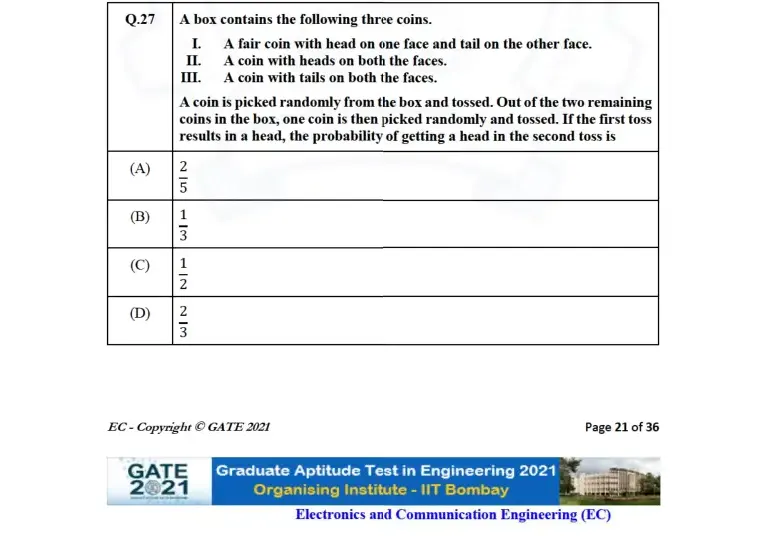 Q.27 A box contains the following three coins.
I. A fair coin with head on one face and tail on the other face.
II. A coin with heads on both the faces.
III. A coin with tails on both the faces.
A coin is picked randomly from the box and tossed. Out of the two remaining
coins in the box, one coin is then picked randomly and tossed. If the first toss
results in a head, the probability of getting a head in the second toss is
(A) 2/5
(B) 1/3
(C) 1/2
(D) 2/3
EC - Copyright © GATE 2021 Page 21 of 36
GATE
2021
Graduate Aptitude Test in Engineering 2021
Organising Institute - IIT Bombay
Electronics and Communication Engineering (EC)